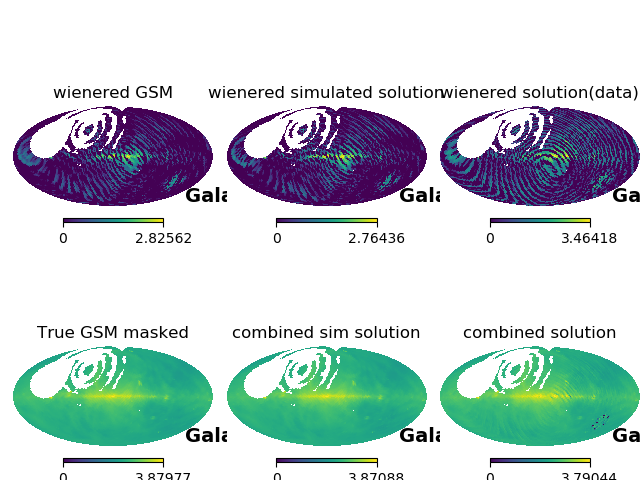 wienered GSM wienered simulated solution wienered solution(data)
Gala Gala Ga
0 2.82562 0 2.76436 0 3.46418
True GSM masked combined sim solution combined solution
Gala Gala Ga
0 3.87977 0 3.87088 0 3.79044